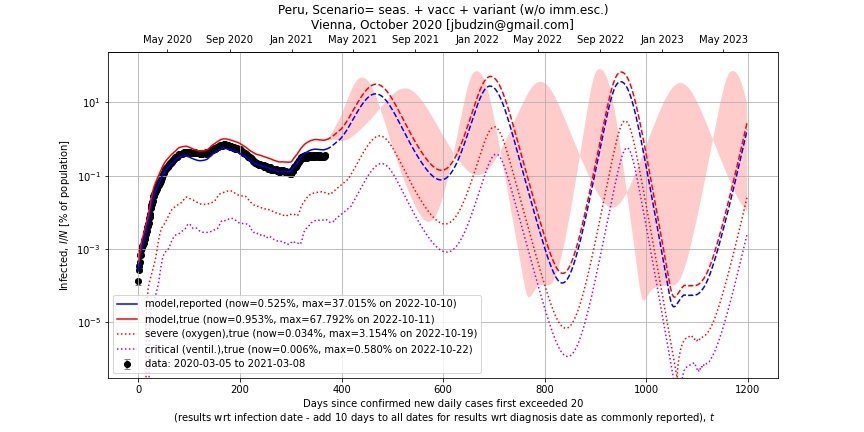 Peru, Scenario= seas. + vacc + variant (w/o imm.esc.)
Vienna, October 2020 [jbudzin@gmail.com]
May 2020 Sep 2020 Jan 2021 May 2021 Sep 2021 Jan 2022 May 2022 Sep 2022 Jan 2023 May 2023
Infected, I/N [% of population]
10¹
10⁻¹
10⁻³
10⁻⁵
model,reported (now=0.525%, max=37.015% on 2022-10-10)
model,true (now=0.953%, max=67.792% on 2022-10-11)
severe (oxygen),true (now=0.034%, max=3.154% on 2022-10-19)
critical (ventil.),true (now=0.006%, max=0.580% on 2022-10-22)
data: 2020-03-05 to 2021-03-08
0 200 400 600 800 1000 1200
Days since confirmed new daily cases first exceeded 20
(results wrt infection date - add 10 days to all dates for results wrt diagnosis date as commonly reported), t